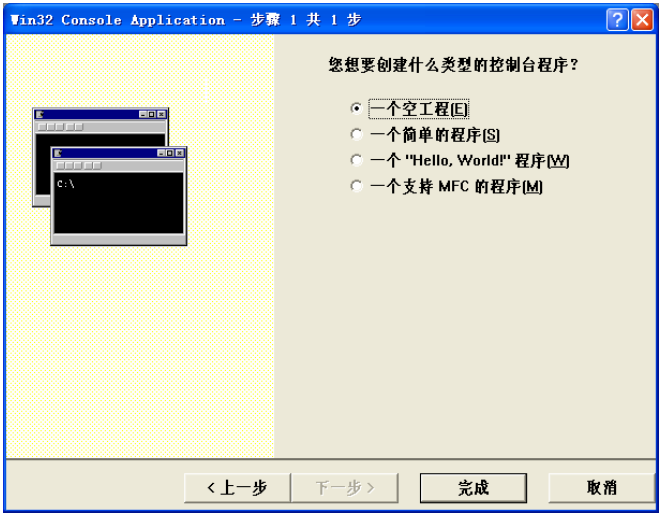 Win32 Console Application - 步骤 1 共 1 步
您想要创建什么类型的控制台程序？
一个空工程(E)
一个简单的程序(S)
一个 "Hello, World!" 程序(W)
一个支持 MFC 的程序(M)
C:\
< 上一步
下一步 >
完成
取消